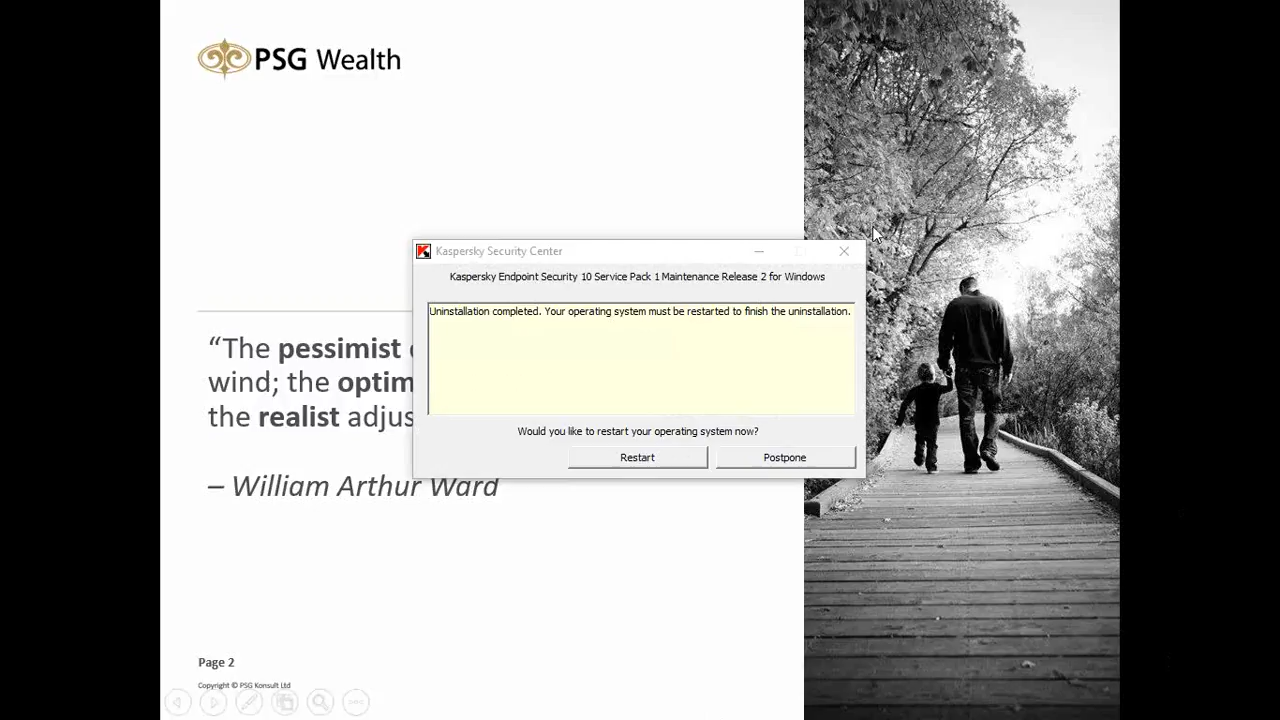 PSG Wealth
Kaspersky Security Center
Kaspersky Endpoint Security 10 Service Pack 1 Maintenance Release 2 for Windows
Uninstallation completed. Your operating system must be restarted to finish the uninstallation.
Would you like to restart your operating system now?
Restart
Postpone
“The pessimist
wind; the optim
the realist adjus
– William Arthur Ward
Page 2
Copyright © PSG Konsult Ltd